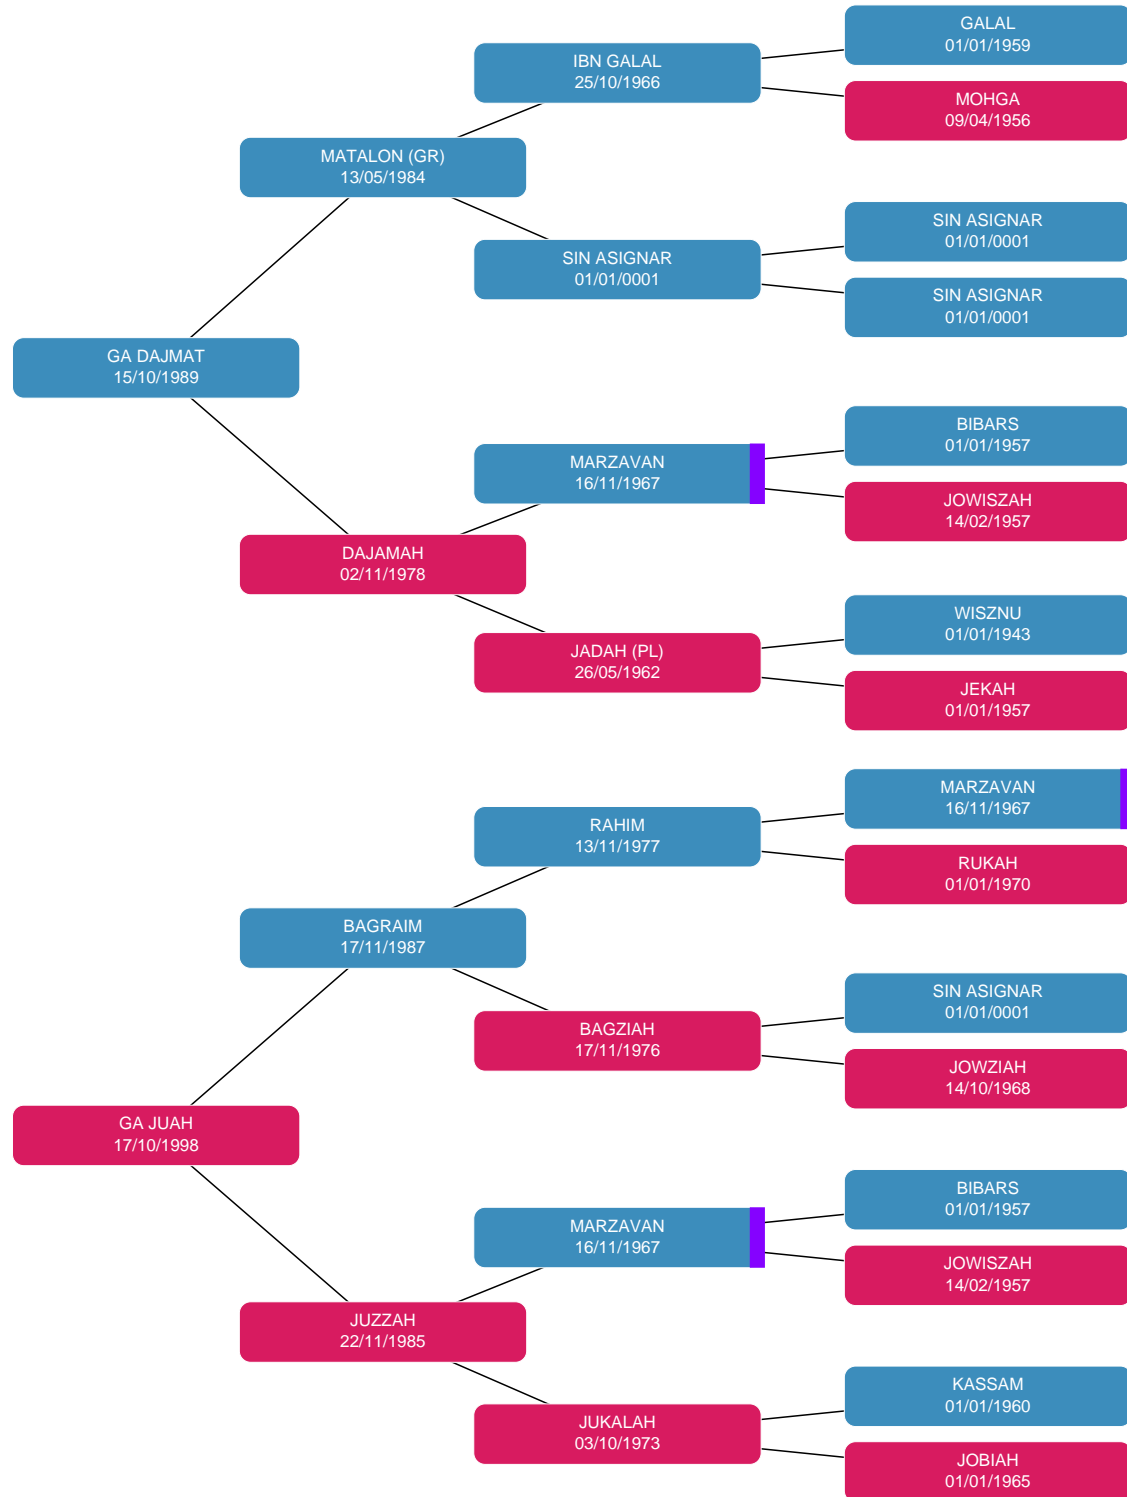 GALAL
01/01/1959
IBN GALAL
25/10/1966
MOHGA
09/04/1956
MATALON (GR)
13/05/1984
SIN ASIGNAR
01/01/0001
SIN ASIGNAR
01/01/0001
SIN ASIGNAR
01/01/0001
GA DAJMAT
15/10/1989
BIBARS
01/01/1957
MARZAVAN
16/11/1967
JOWISZAH
14/02/1957
DAJAMAH
02/11/1978
WISZNU
01/01/1943
JADAH (PL)
26/05/1962
JEKAH
01/01/1957
MARZAVAN
16/11/1967
RAHIM
13/11/1977
RUKAH
01/01/1970
BAGRAIM
17/11/1987
SIN ASIGNAR
01/01/0001
BAGZIAH
17/11/1976
JOWZIAH
14/10/1968
GA JUAH
17/10/1998
BIBARS
01/01/1957
MARZAVAN
16/11/1967
JOWISZAH
14/02/1957
JUZZAH
22/11/1985
KASSAM
01/01/1960
JUKALAH
03/10/1973
JOBIAH
01/01/1965